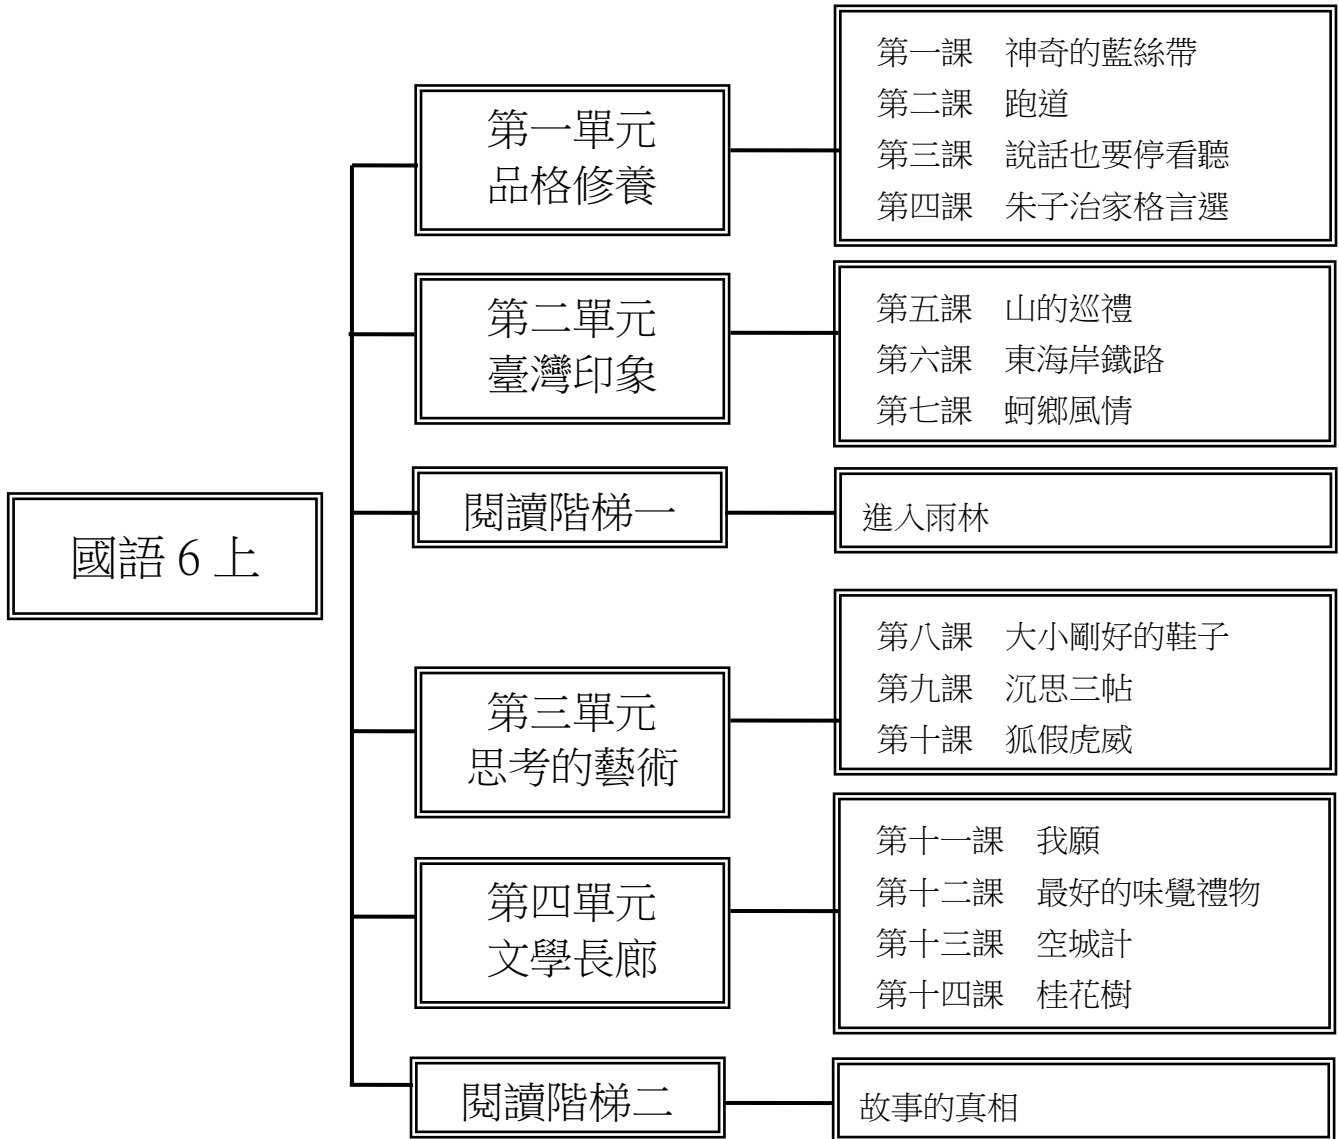 國語 6 上
第一單元
品格修養
第一課　神奇的藍絲帶
第二課　跑道
第三課　說話也要停看聽
第四課　朱子治家格言選
第二單元
臺灣印象
第五課　山的巡禮
第六課　東海岸鐵路
第七課　蚵鄉風情
閱讀階梯一
進入雨林
第三單元
思考的藝術
第八課　大小剛好的鞋子
第九課　沉思三帖
第十課　狐假虎威
第四單元
文學長廊
第十一課　我願
第十二課　最好的味覺禮物
第十三課　空城計
第十四課　桂花樹
閱讀階梯二
故事的真相